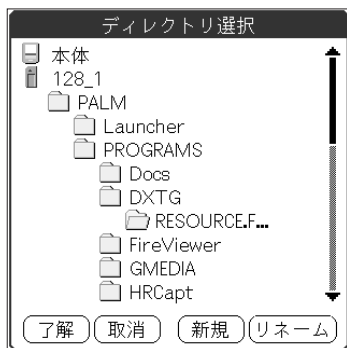 ディレクトリ選択
本体
128_1
PALM
Launcher
PROGRAMS
Docs
DXTG
RESOURCE.F...
FireViewer
GMEDIA
HRCapt
了解 取消 新規 リネーム